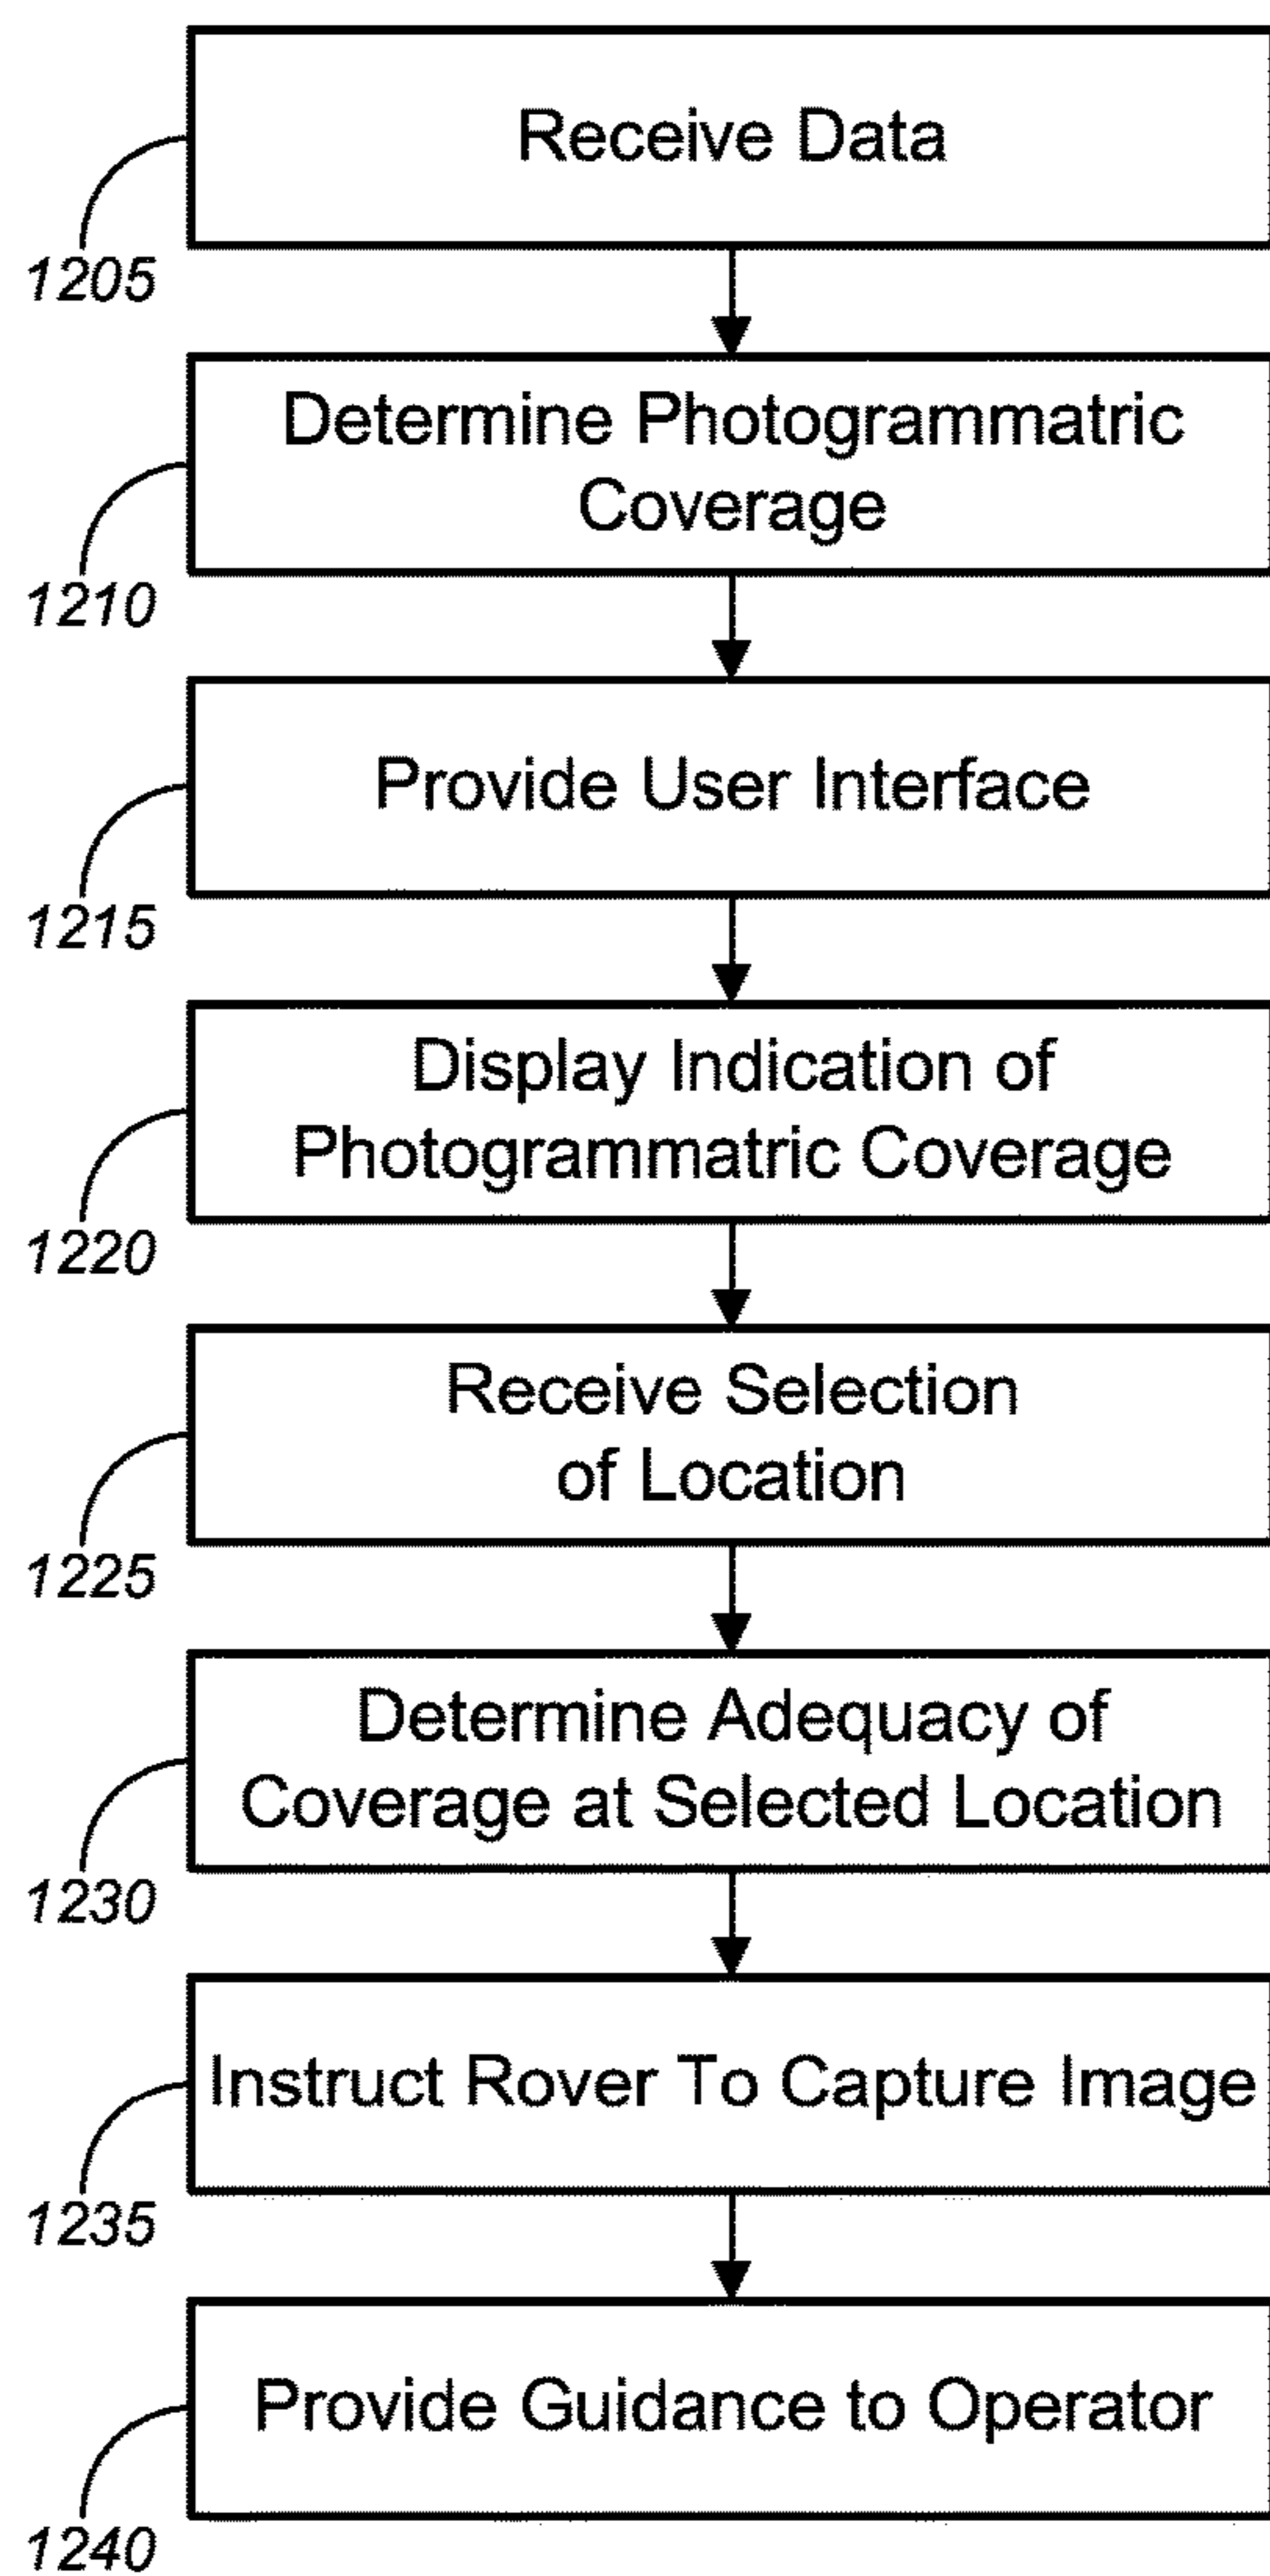 Receive Data
1205
Determine Photogrammatric
Coverage
1210
Provide User Interface
1215
Display Indication of
Photogrammatric Coverage
1220
Receive Selection
of Location
1225
Determine Adequacy of
Coverage at Selected Location
1230
Instruct Rover To Capture Image
1235
Provide Guidance to Operator
1240